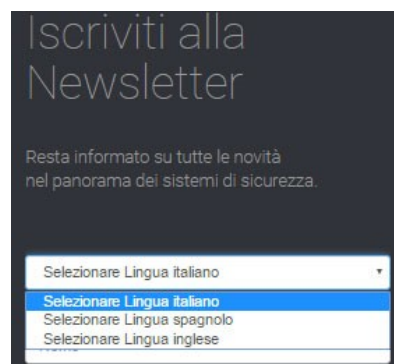 Iscriviti alla
Newsletter
Resta informato su tutte le novità
nel panorama dei sistemi di sicurezza.
Selezionare Lingua italiano
Selezionare Lingua italiano
Selezionare Lingua spagnolo
Selezionare Lingua inglese